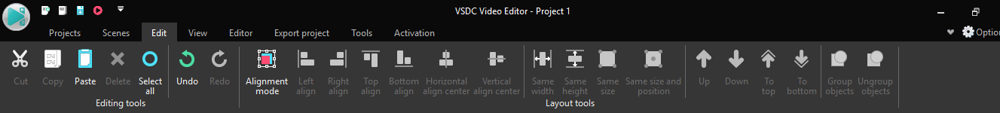 VSDC Video Editor - Project 1
Projects Scenes Edit View Editor Export project Tools Activation Option
Cut Copy Paste Delete Select all Undo Redo Alignment mode Left align Right align Top align Bottom align Horizontal align center Vertical align center Same width Same height Same size Same size and position Up Down To top To bottom Group objects Ungroup objects
Editing tools Layout tools